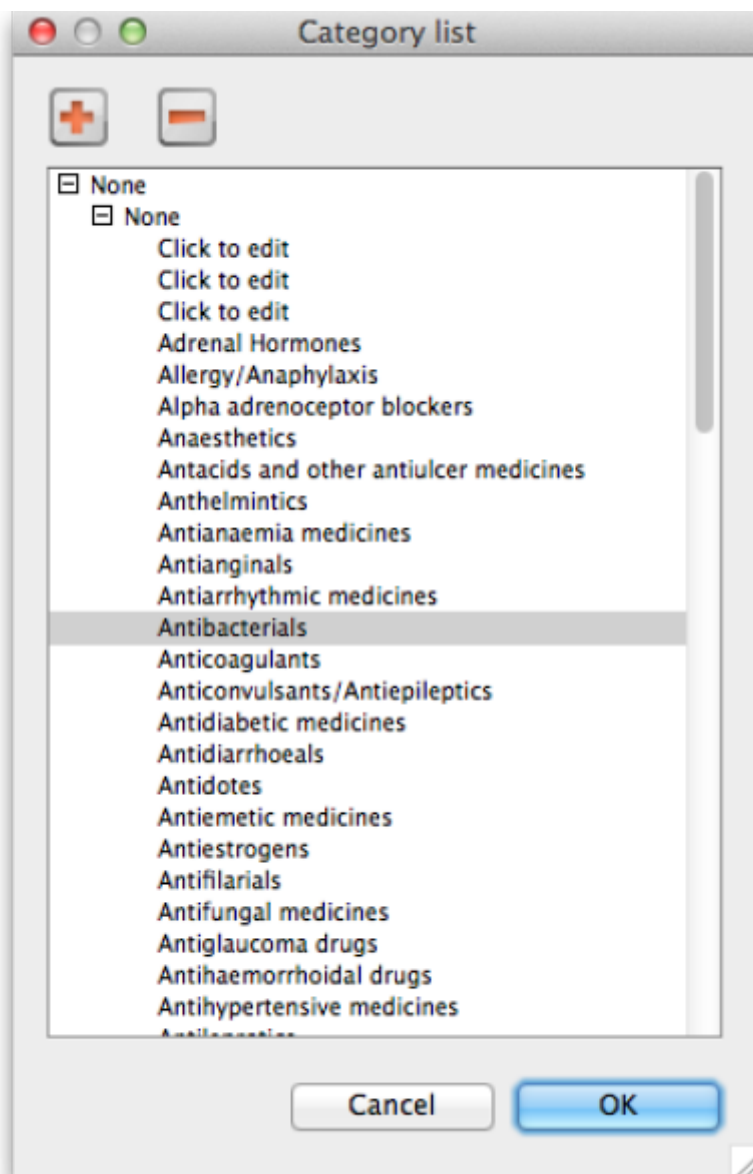 Category list
None
None
Click to edit
Click to edit
Click to edit
Adrenal Hormones
Allergy/Anaphylaxis
Alpha adrenoceptor blockers
Anaesthetics
Antacids and other antiulcer medicines
Anthelmintics
Antianaemia medicines
Antianginals
Antiarrhythmic medicines
Antibacterials
Anticoagulants
Anticonvulsants/Antiepileptics
Antidiabetic medicines
Antidiarrhoeals
Antidotes
Antiemetic medicines
Antiestrogens
Antifilarials
Antifungal medicines
Antiglaucoma drugs
Antihaemorrhoidal drugs
Antihypertensive medicines
Cancel OK